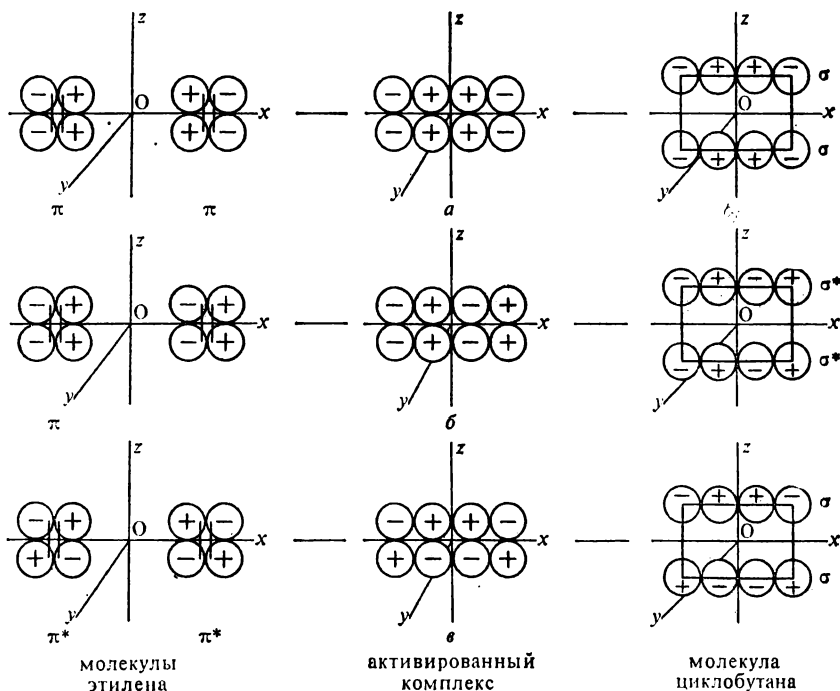 z z z
− + + − − + + − − + + − σ
O x x O x
− + + − − + + − − + + − σ
y y y
π π а
z z z
− + − + − + − + − + − + σ*
O x x O x
− + − + − + − + − + − + σ*
y y y
π б
z z z
− + + − − + + − − + + − σ
O x x O x
+ − − + + − − + + − − + σ
y y y
π* π* в
молекулы активированный молекула
этилена комплекс циклобутана